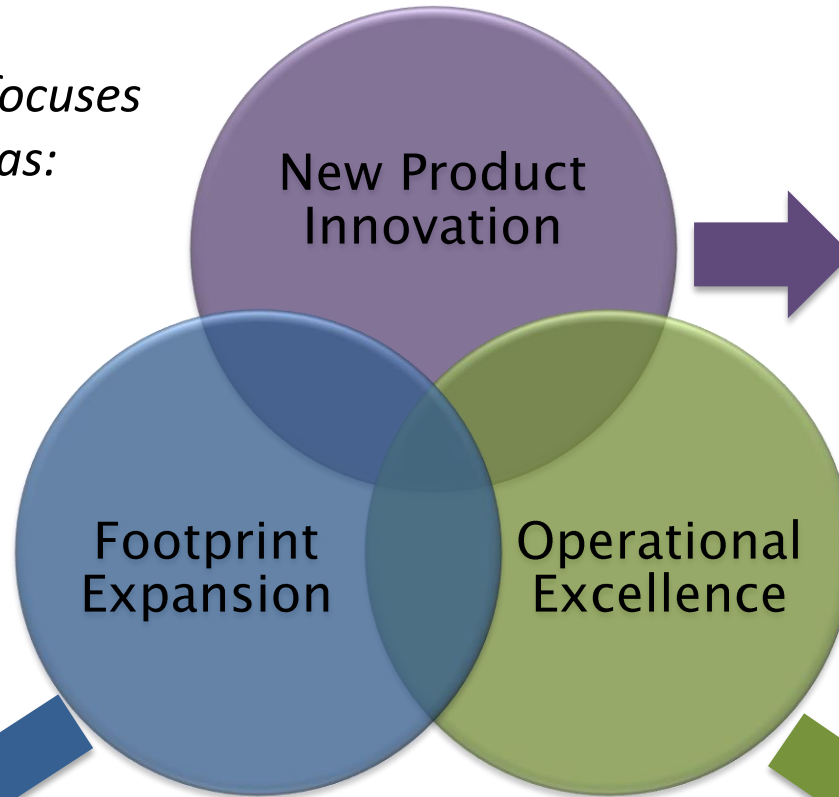 focuses
as:
New Product
Innovation
Footprint
Expansion
Operational
Excellence